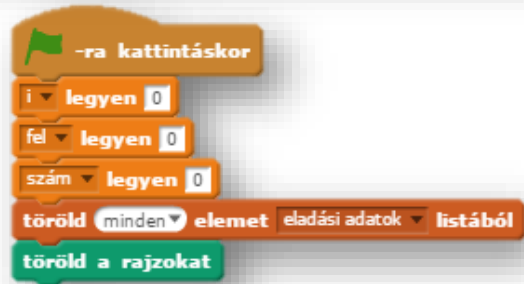 -ra kattintáskor
i legyen 0
fel legyen 0
szám legyen 0
töröld minden elemet eladási adatok listából
töröld a rajzokat